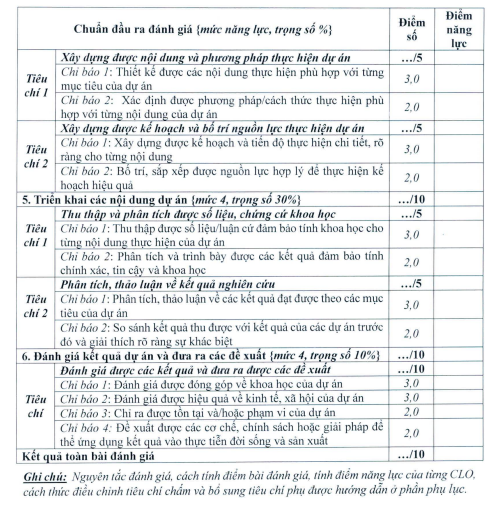 Chuẩn đầu ra đánh giá {mức năng lực, trọng số %}
Điểm số
Điểm năng lực
Tiêu chí 1
Xây dựng được nội dung và phương pháp thực hiện dự án
.../5
Chỉ báo 1: Thiết kế được các nội dung thực hiện phù hợp với từng
mục tiêu của dự án
3,0
Chỉ báo 2: Xác định được phương pháp/cách thức thực hiện phù
hợp với từng nội dung của dự án
2,0
Tiêu chí 2
Xây dựng được kế hoạch và bố trí nguồn lực thực hiện dự án
.../5
Chỉ báo 1: Xây dựng được kế hoạch và tiến độ thực hiện chi tiết, rõ
ràng cho từng nội dung
3,0
Chỉ báo 2: Bố trí, sắp xếp được nguồn lực hợp lý để thực hiện kế
hoạch hiệu quả
2,0
5. Triển khai các nội dung dự án {mức 4, trọng số 30%}
.../10
Tiêu chí 1
Thu thập và phân tích được số liệu, chứng cứ khoa học
.../5
Chỉ báo 1: Thu thập được số liệu/luận cứ đảm bảo tính khoa học cho
từng nội dung thực hiện của dự án
3,0
Chỉ báo 2: Phân tích và trình bày được các kết quả đảm bảo tính
chính xác, tin cậy và khoa học
2,0
Tiêu chí 2
Phân tích, thảo luận về kết quả nghiên cứu
.../5
Chỉ báo 1: Phân tích, thảo luận về các kết quả đạt được theo các mục
tiêu của dự án
3,0
Chỉ báo 2: So sánh kết quả thu được với kết quả của các dự án trước
đó và giải thích rõ ràng sự khác biệt
2,0
6. Đánh giá kết quả dự án và đưa ra các đề xuất {mức 4, trọng số 10%}
.../10
Tiêu chí
Đánh giá được các kết quả và đưa ra được các đề xuất
.../10
Chỉ báo 1: Đánh giá được đóng góp về khoa học của dự án
3,0
Chỉ báo 2: Đánh giá được hiệu quả về kinh tế, xã hội của dự án
3,0
Chỉ báo 3: Chỉ ra được tồn tại và/hoặc phạm vi của dự án
2,0
Chỉ báo 4: Đề xuất được các cơ chế, chính sách hoặc giải pháp để
thể ứng dụng kết quả vào thực tiễn đời sống và sản xuất
2,0
Kết quả toàn bài đánh giá
.../10
Ghi chú: Nguyên tắc đánh giá, cách tính điểm bài đánh giá, tính điểm năng lực của từng CLO,
cách thức điều chỉnh tiêu chí chấm và bổ sung tiêu chí phụ được hướng dẫn ở phần phụ lục.